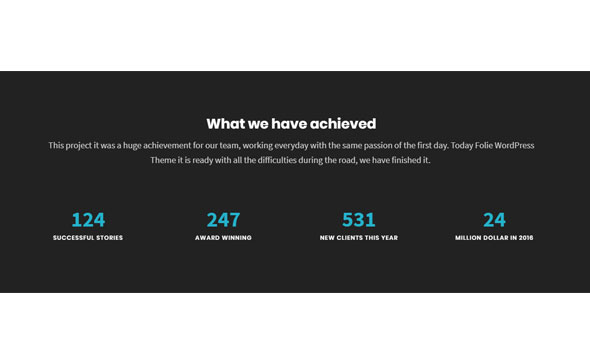 What we have achieved
This project it was a huge achievement for our team, working everyday with the same passion of the first day. Today Folie WordPress
Theme it is ready with all the difficulties during the road, we have finished it.
124
SUCCESSFUL STORIES
247
AWARD WINNING
531
NEW CLIENTS THIS YEAR
24
MILLION DOLLAR IN 2016